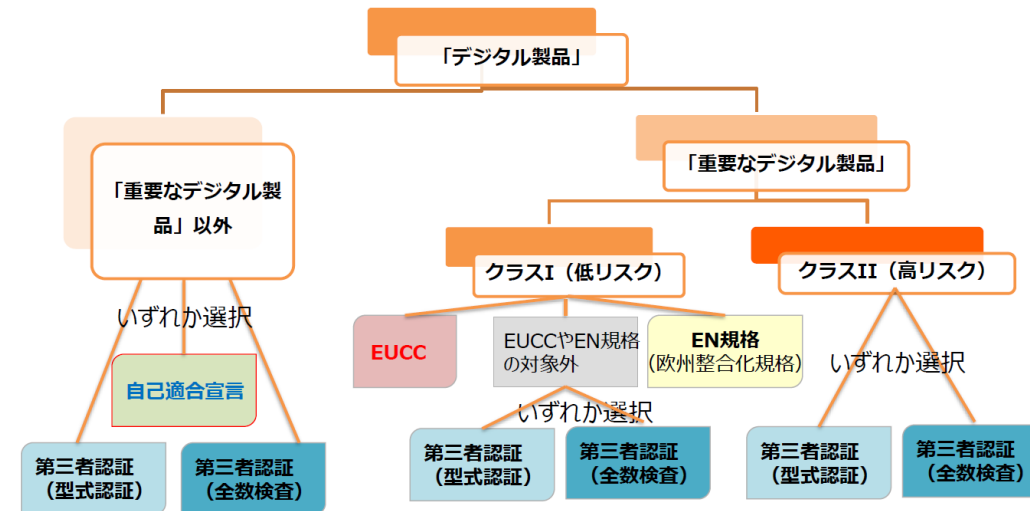 「デジタル製品」
「重要なデジタル製
品」以外
「重要なデジタル製品」
クラスI（低リスク）
クラスII（高リスク）
いずれか選択
自己適合宣言
第三者認証
（型式認証）
第三者認証
（全数検査）
EUCC
EUCCやEN規格
の対象外
EN規格
（欧州整合化規格）
いずれか選択
第三者認証
（型式認証）
第三者認証
（全数検査）
いずれか選択
第三者認証
（型式認証）
第三者認証
（全数検査）